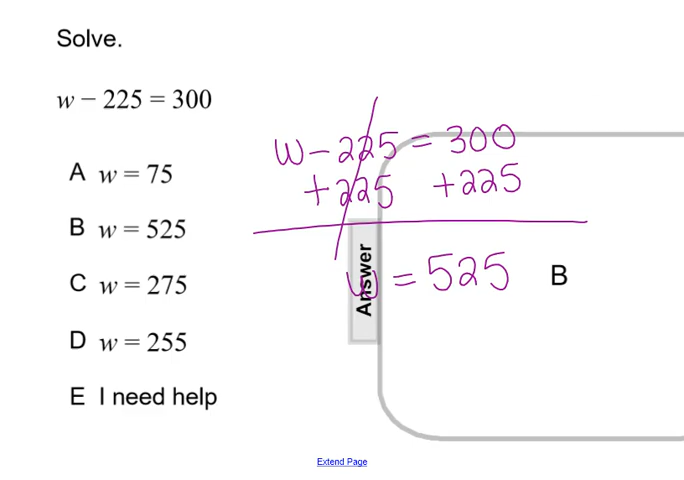 Solve.
w − 225 = 300
w − 225 = 300
+225 +225
w = 525
A w = 75
B w = 525
C w = 275
D w = 255
E I need help
Answer
B
Extend Page